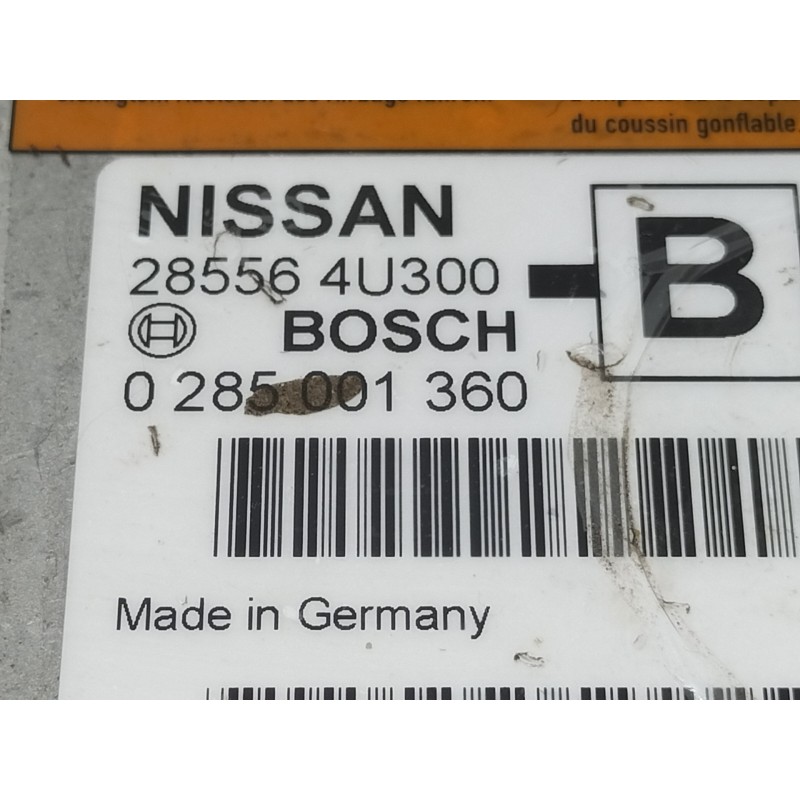 du coussin gonflable
NISSAN
28556 4U300
B
BOSCH
0 285 001 360
Made in Germany